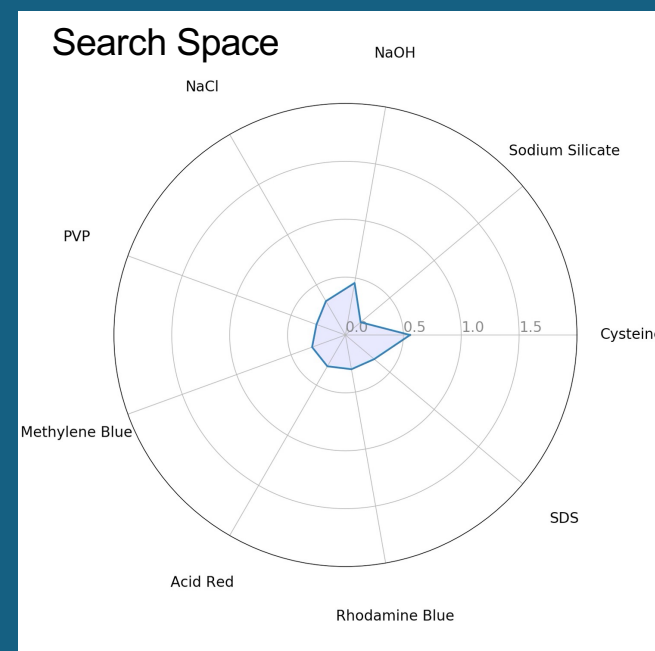 Search Space
NaOH
NaCl
Sodium Silicate
PVP
0.0 0.5 1.0 1.5
Cysteine
Methylene Blue
SDS
Acid Red
Rhodamine Blue